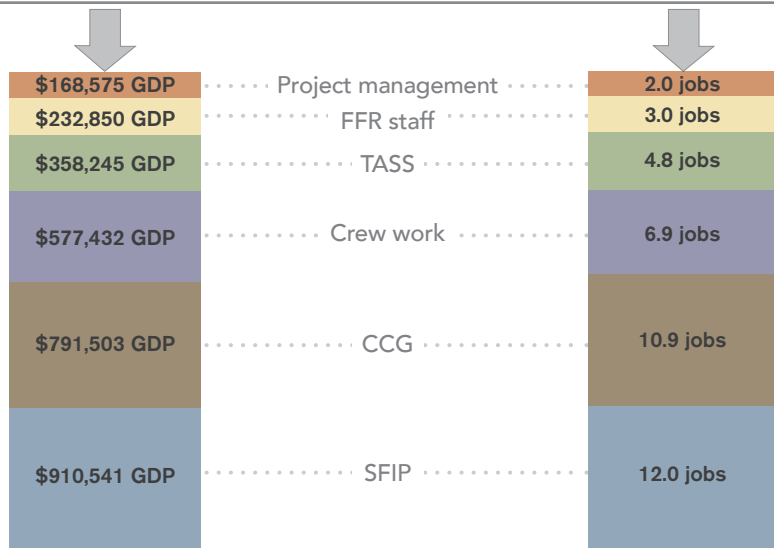 $168,575 GDP Project management 2.0 jobs
$232,850 GDP FFR staff 3.0 jobs
$358,245 GDP TASS 4.8 jobs
$577,432 GDP Crew work 6.9 jobs
$791,503 GDP CCG 10.9 jobs
$910,541 GDP SFIP 12.0 jobs